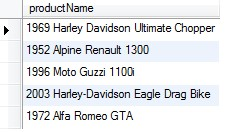 productName
1969 Harley Davidson Ultimate Chopper
1952 Alpine Renault 1300
1996 Moto Guzzi 1100i
2003 Harley-Davidson Eagle Drag Bike
1972 Alfa Romeo GTA